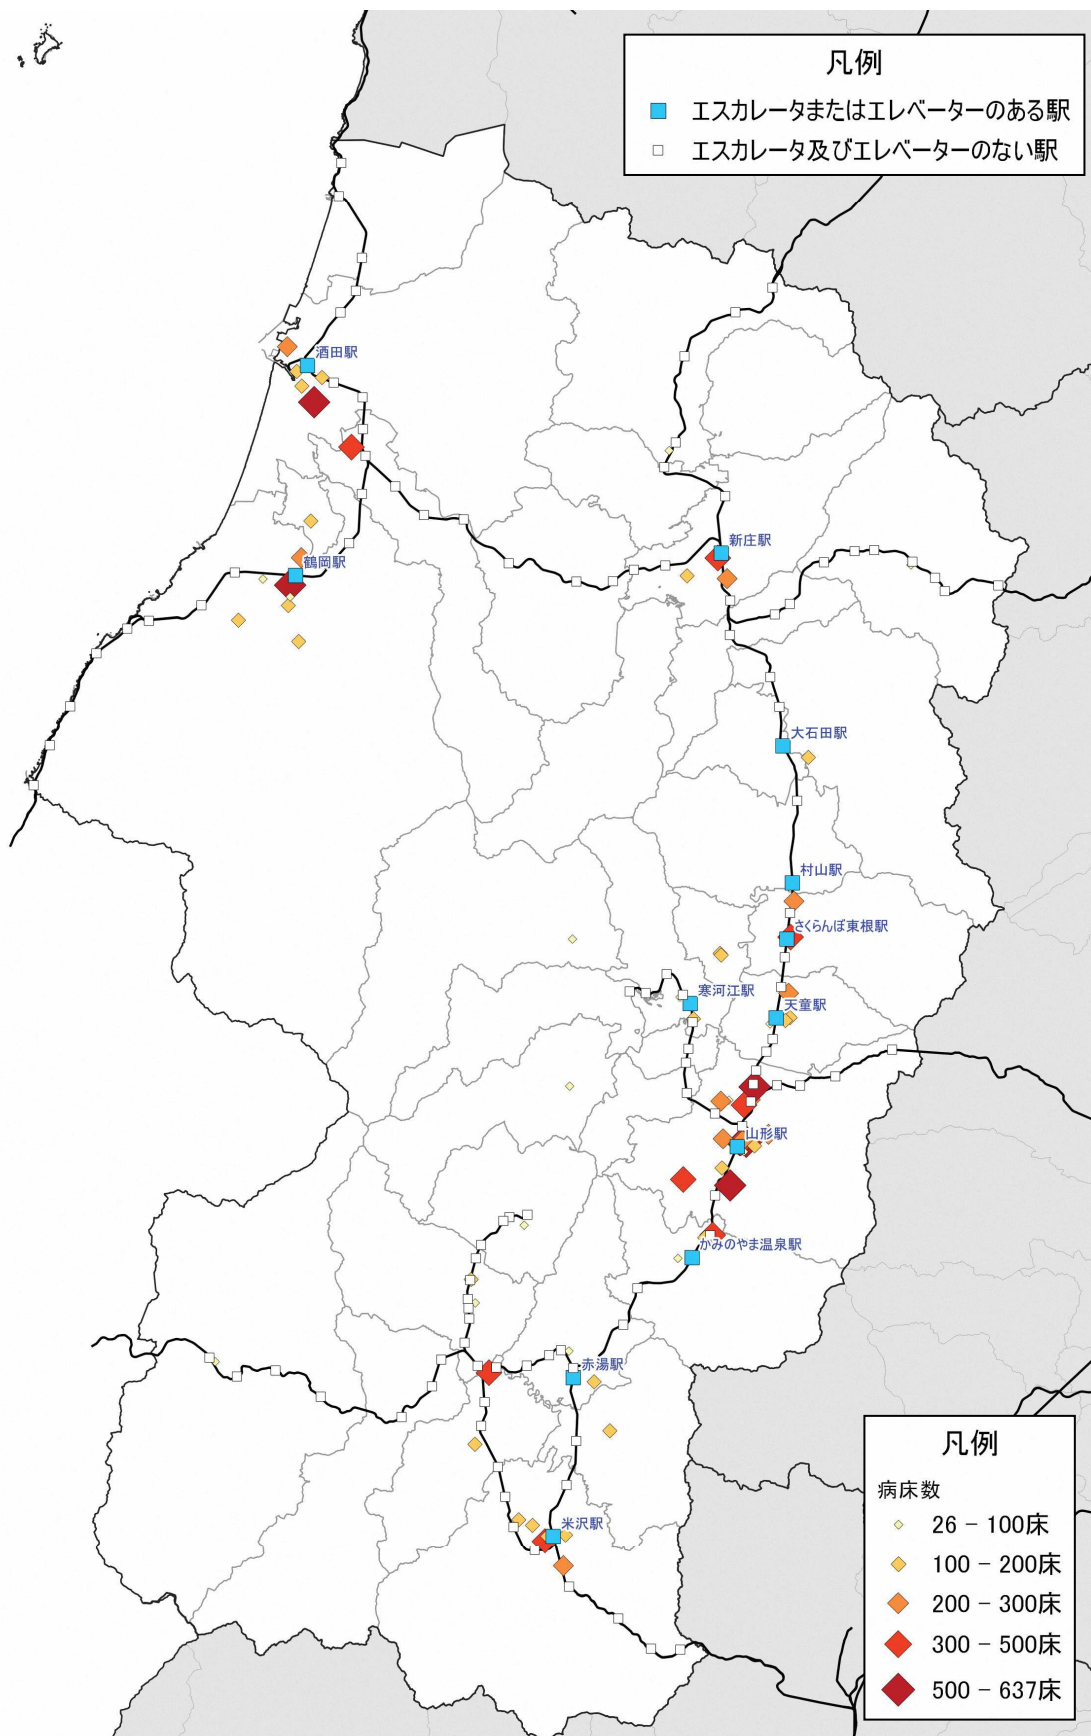 凡例
エスカレータまたはエレベーターのある駅
エスカレータ及びエレベーターのない駅
酒田駅
新庄駅
鶴岡駅
大石田駅
村山駅
さくらんぼ東根駅
寒河江駅
天童駅
山形駅
かみのやま温泉駅
赤湯駅
米沢駅
凡例
病床数
26 − 100床
100 − 200床
200 − 300床
300 − 500床
500 − 637床